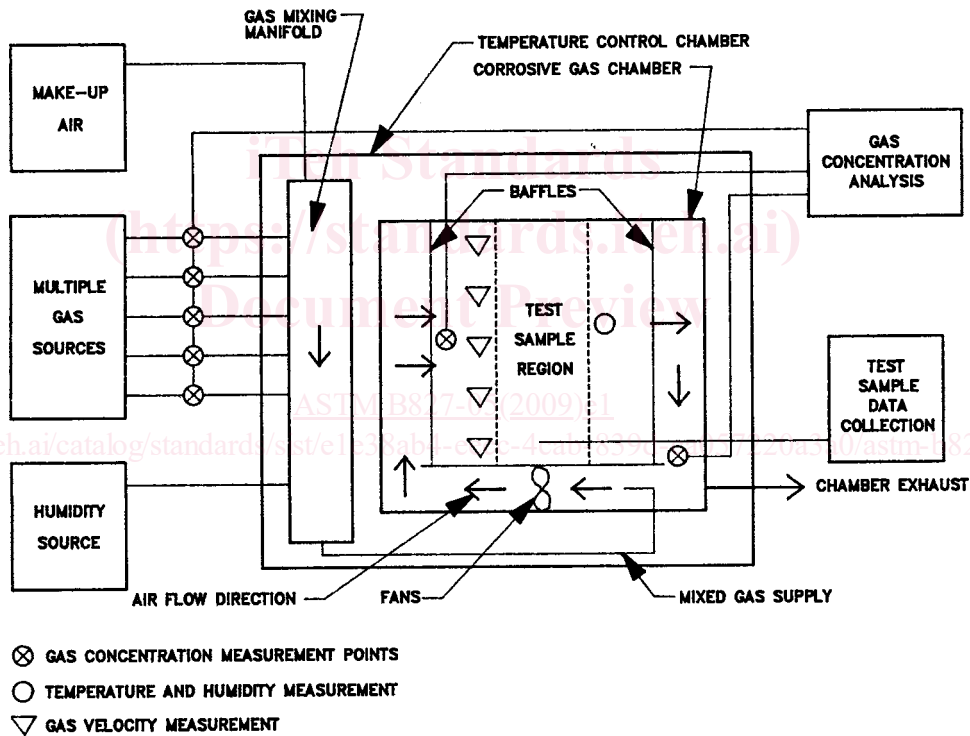 GAS MIXING
MANIFOLD
TEMPERATURE CONTROL CHAMBER
CORROSIVE GAS CHAMBER
MAKE-UP
AIR
GAS
CONCENTRATION
ANALYSIS
iTeh Standards
BAFFLES
(https://standards.iteh.ai)
MULTIPLE
GAS
SOURCES
Document Preview
TEST
SAMPLE
REGION
TEST
SAMPLE
DATA
COLLECTION
ASTM B827-05(2009)e1
CHAMBER EXHAUST
HUMIDITY
SOURCE
AIR FLOW DIRECTION
FANS
MIXED GAS SUPPLY
GAS CONCENTRATION MEASUREMENT POINTS
TEMPERATURE AND HUMIDITY MEASUREMENT
GAS VELOCITY MEASUREMENT